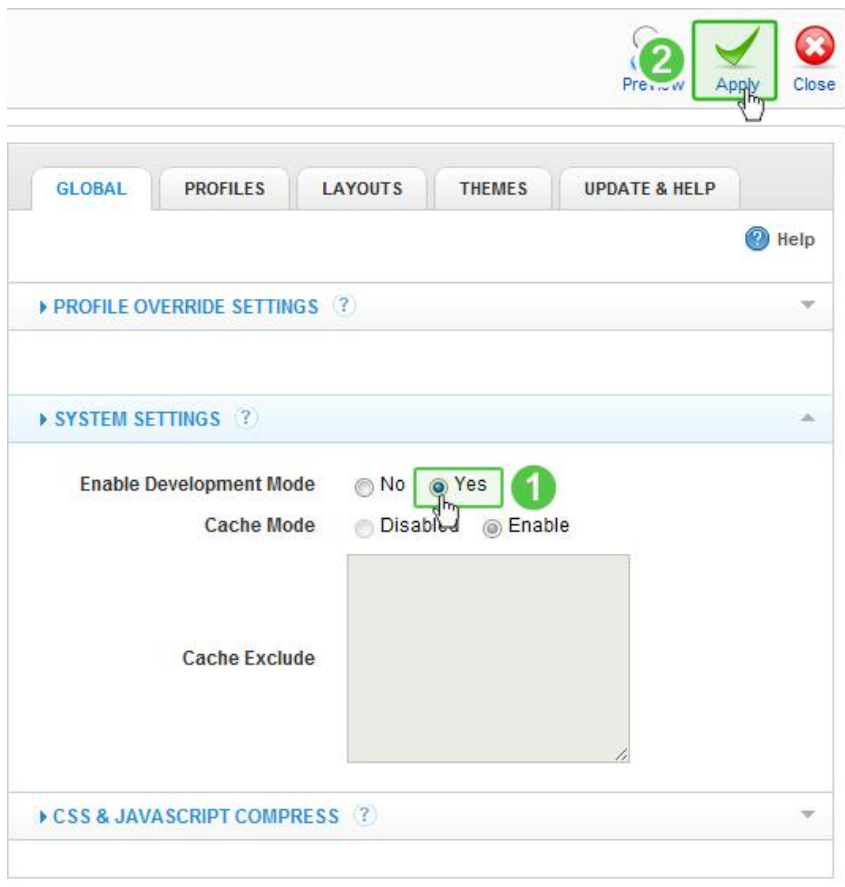 2
Apply
Close
GLOBAL PROFILES LAYOUTS THEMES UPDATE & HELP
? Help
PROFILE OVERRIDE SETTINGS ?
SYSTEM SETTINGS ?
Enable Development Mode No Yes 1
Cache Mode Disabled Enable
Cache Exclude
CSS & JAVASCRIPT COMPRESS ?